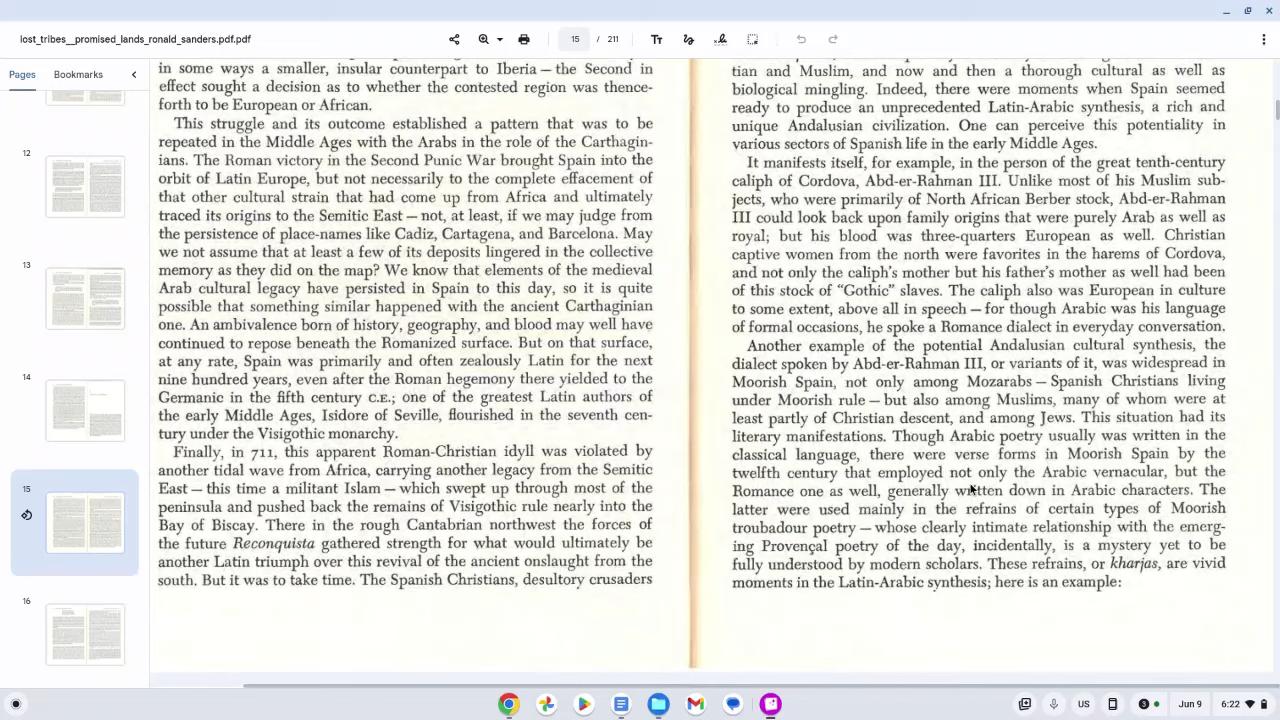 lost_tribes__promised_lands_ronald_sanders.pdf.pdf
15 / 211
Pages
Bookmarks
12
13
14
15
16
in some ways a smaller, insular counterpart to Iberia – the Second in
effect sought a decision as to whether the contested region was thence-
forth to be European or African.
This struggle and its outcome established a pattern that was to be
repeated in the Middle Ages with the Arabs in the role of the Carthagin-
ians. The Roman victory in the Second Punic War brought Spain into the
orbit of Latin Europe, but not necessarily to the complete effacement of
that other cultural strain that had come up from Africa and ultimately
traced its origins to the Semitic East – not, at least, if we may judge from
the persistence of place-names like Cadiz, Cartagena, and Barcelona. May
we not assume that at least a few of its deposits lingered in the collective
memory as they did on the map? We know that elements of the medieval
Arab cultural legacy have persisted in Spain to this day, so it is quite
possible that something similar happened with the ancient Carthaginian
one. An ambivalence born of history, geography, and blood may well have
continued to repose beneath the Romanized surface. But on that surface,
at any rate, Spain was primarily and often zealously Latin for the next
nine hundred years, even after the Roman hegemony there yielded to the
Germanic in the fifth century C.E.; one of the greatest Latin authors of
the early Middle Ages, Isidore of Seville, flourished in the seventh cen-
tury under the Visigothic monarchy.
Finally, in 711, this apparent Roman-Christian idyll was violated by
another tidal wave from Africa, carrying another legacy from the Semitic
East – this time a militant Islam – which swept up through most of the
peninsula and pushed back the remains of Visigothic rule nearly into the
Bay of Biscay. There in the rough Cantabrian northwest the forces of
the future Reconquista gathered strength for what would ultimately be
another Latin triumph over this revival of the ancient onslaught from the
south. But it was to take time. The Spanish Christians, desultory crusaders
tian and Muslim, and now and then a thorough cultural as well as
biological mingling. Indeed, there were moments when Spain seemed
ready to produce an unprecedented Latin-Arabic synthesis, a rich and
unique Andalusian civilization. One can perceive this potentiality in
various sectors of Spanish life in the early Middle Ages.
It manifests itself, for example, in the person of the great tenth-century
caliph of Cordova, Abd-er-Rahman III. Unlike most of his Muslim sub-
jects, who were primarily of North African Berber stock, Abd-er-Rahman
III could look back upon family origins that were purely Arab as well as
royal; but his blood was three-quarters European as well. Christian
captive women from the north were favorites in the harems of Cordova,
and not only the caliph's mother but his father's mother as well had been
of this stock of "Gothic" slaves. The caliph also was European in culture
to some extent, above all in speech – for though Arabic was his language
of formal occasions, he spoke a Romance dialect in everyday conversation.
Another example of the potential Andalusian cultural synthesis, the
dialect spoken by Abd-er-Rahman III, or variants of it, was widespread in
Moorish Spain, not only among Mozarabs – Spanish Christians living
under Moorish rule – but also among Muslims, many of whom were at
least partly of Christian descent, and among Jews. This situation had its
literary manifestations. Though Arabic poetry usually was written in the
classical language, there were verse forms in Moorish Spain by the
twelfth century that employed not only the Arabic vernacular, but the
Romance one as well, generally written down in Arabic characters. The
latter were used mainly in the refrains of certain types of Moorish
troubadour poetry – whose clearly intimate relationship with the emerg-
ing Provençal poetry of the day, incidentally, is a mystery yet to be
fully understood by modern scholars. These refrains, or kharjas, are vivid
moments in the Latin-Arabic synthesis; here is an example:
US
3
Jun 9
6:22